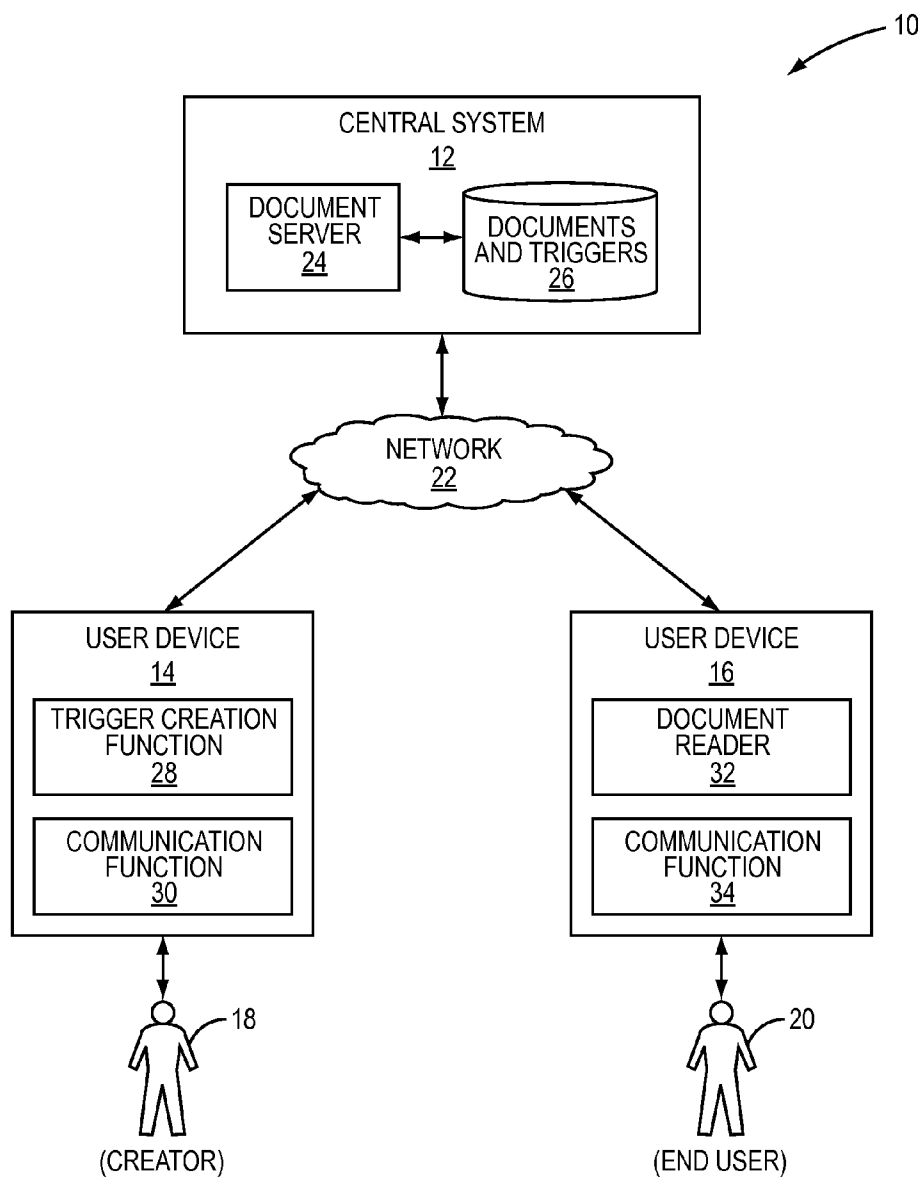 10
CENTRAL SYSTEM
12
DOCUMENT
SERVER
24
DOCUMENTS
AND TRIGGERS
26
NETWORK
22
USER DEVICE
14
TRIGGER CREATION
FUNCTION
28
COMMUNICATION
FUNCTION
30
18
(CREATOR)
USER DEVICE
16
DOCUMENT
READER
32
COMMUNICATION
FUNCTION
34
20
(END USER)